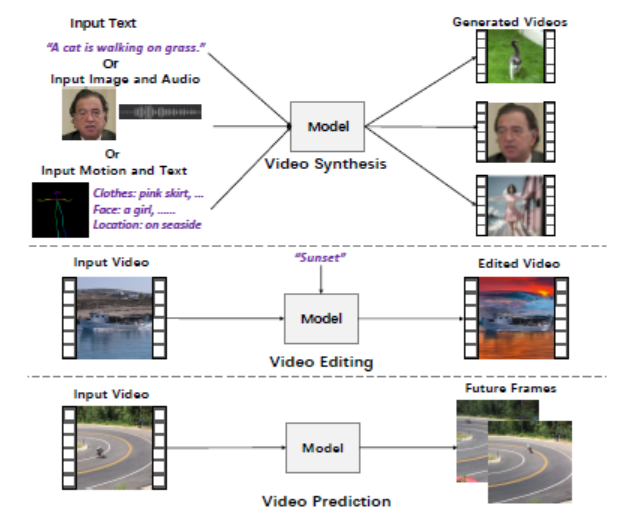 Input Text
Generated Videos
"A cat is walking on grass."
Or
Input Image and Audio
Model
Video Synthesis
Or
Input Motion and Text
Clothes: pink skirt, ...
Face: a girl, ......
Location: on seaside
Input Video
"Sunset"
Edited Video
Model
Video Editing
Input Video
Future Frames
Model
Video Prediction